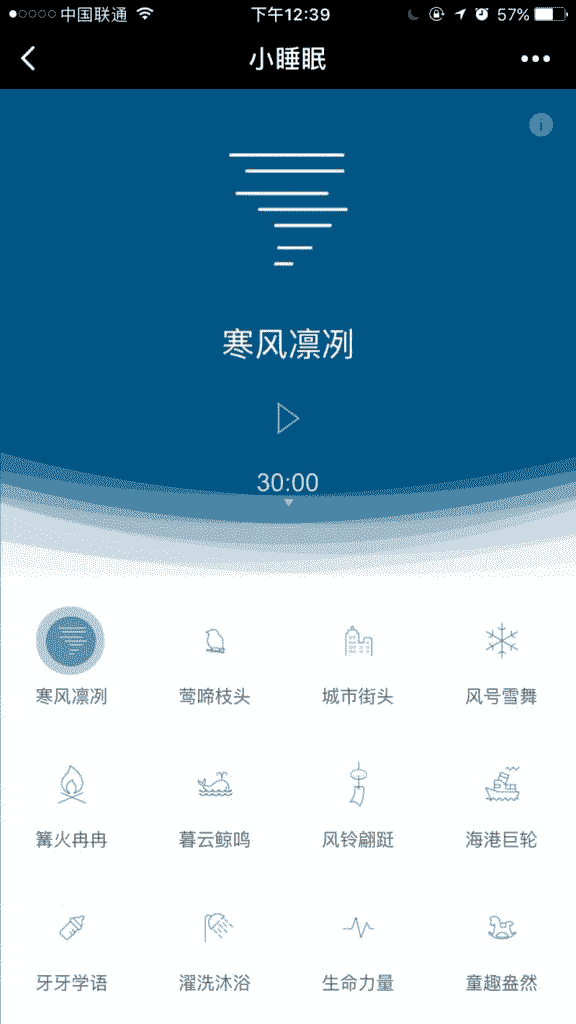 中国联通
下午12:39
57%
小睡眠
i
寒风凛冽
30:00
寒风凛冽
莺啼枝头
城市街头
风号雪舞
篝火冉冉
暮云鲸鸣
风铃翩跹
海港巨轮
牙牙学语
濯洗沐浴
生命力量
童趣盎然